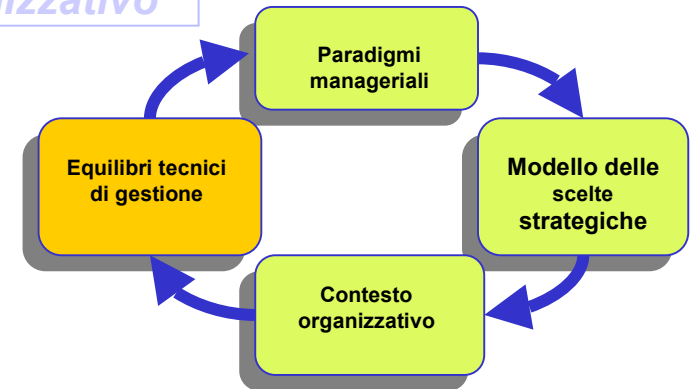 izzativo
Paradigmi
manageriali
Equilibri tecnici
di gestione
Modello delle
scelte
strategiche
Contesto
organizzativo